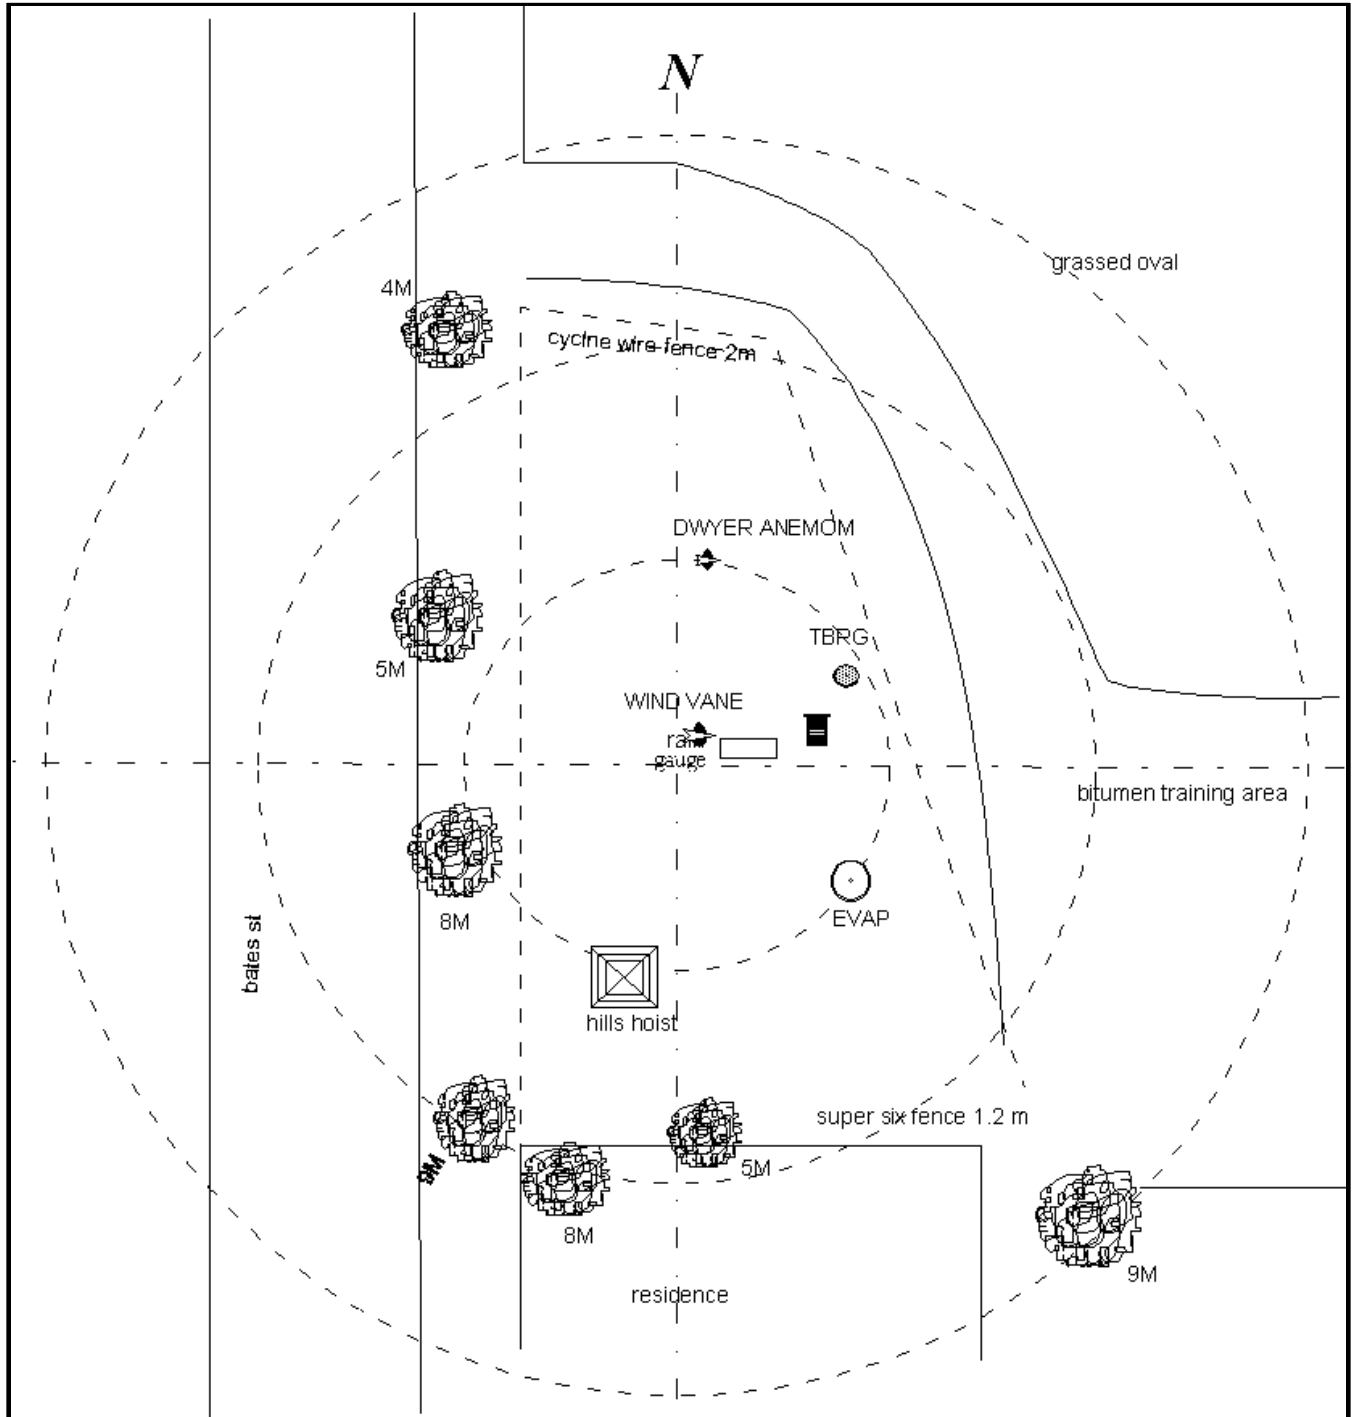 N
grassed oval
4M
cyclne wire fence 2m
DWYER ANEMOM
TBRG
5M
WIND VANE
rain
gauge
bitumen training area
8M
EVAP
bates st
hills hoist
super six fence 1.2 m
5M
8M
9M
residence